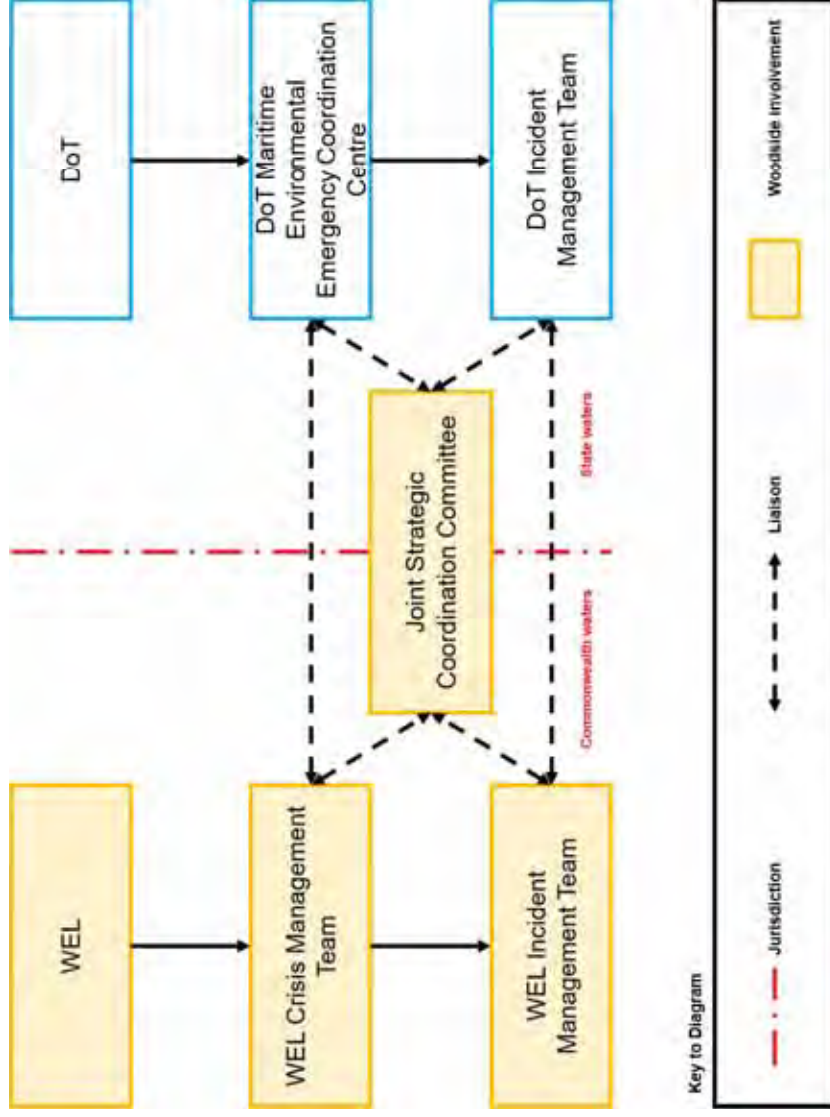 WEL
DoT
WEL Crisis Management
Team
DoT Maritime
Environmental
Emergency Coordination
Centre
Joint Strategic
Coordination Committee
WEL Incident
Management Team
DoT Incident
Management Team
Commonwealth waters
State waters
Key to Diagram
Jurisdiction
Liaison
Woodside Involvement